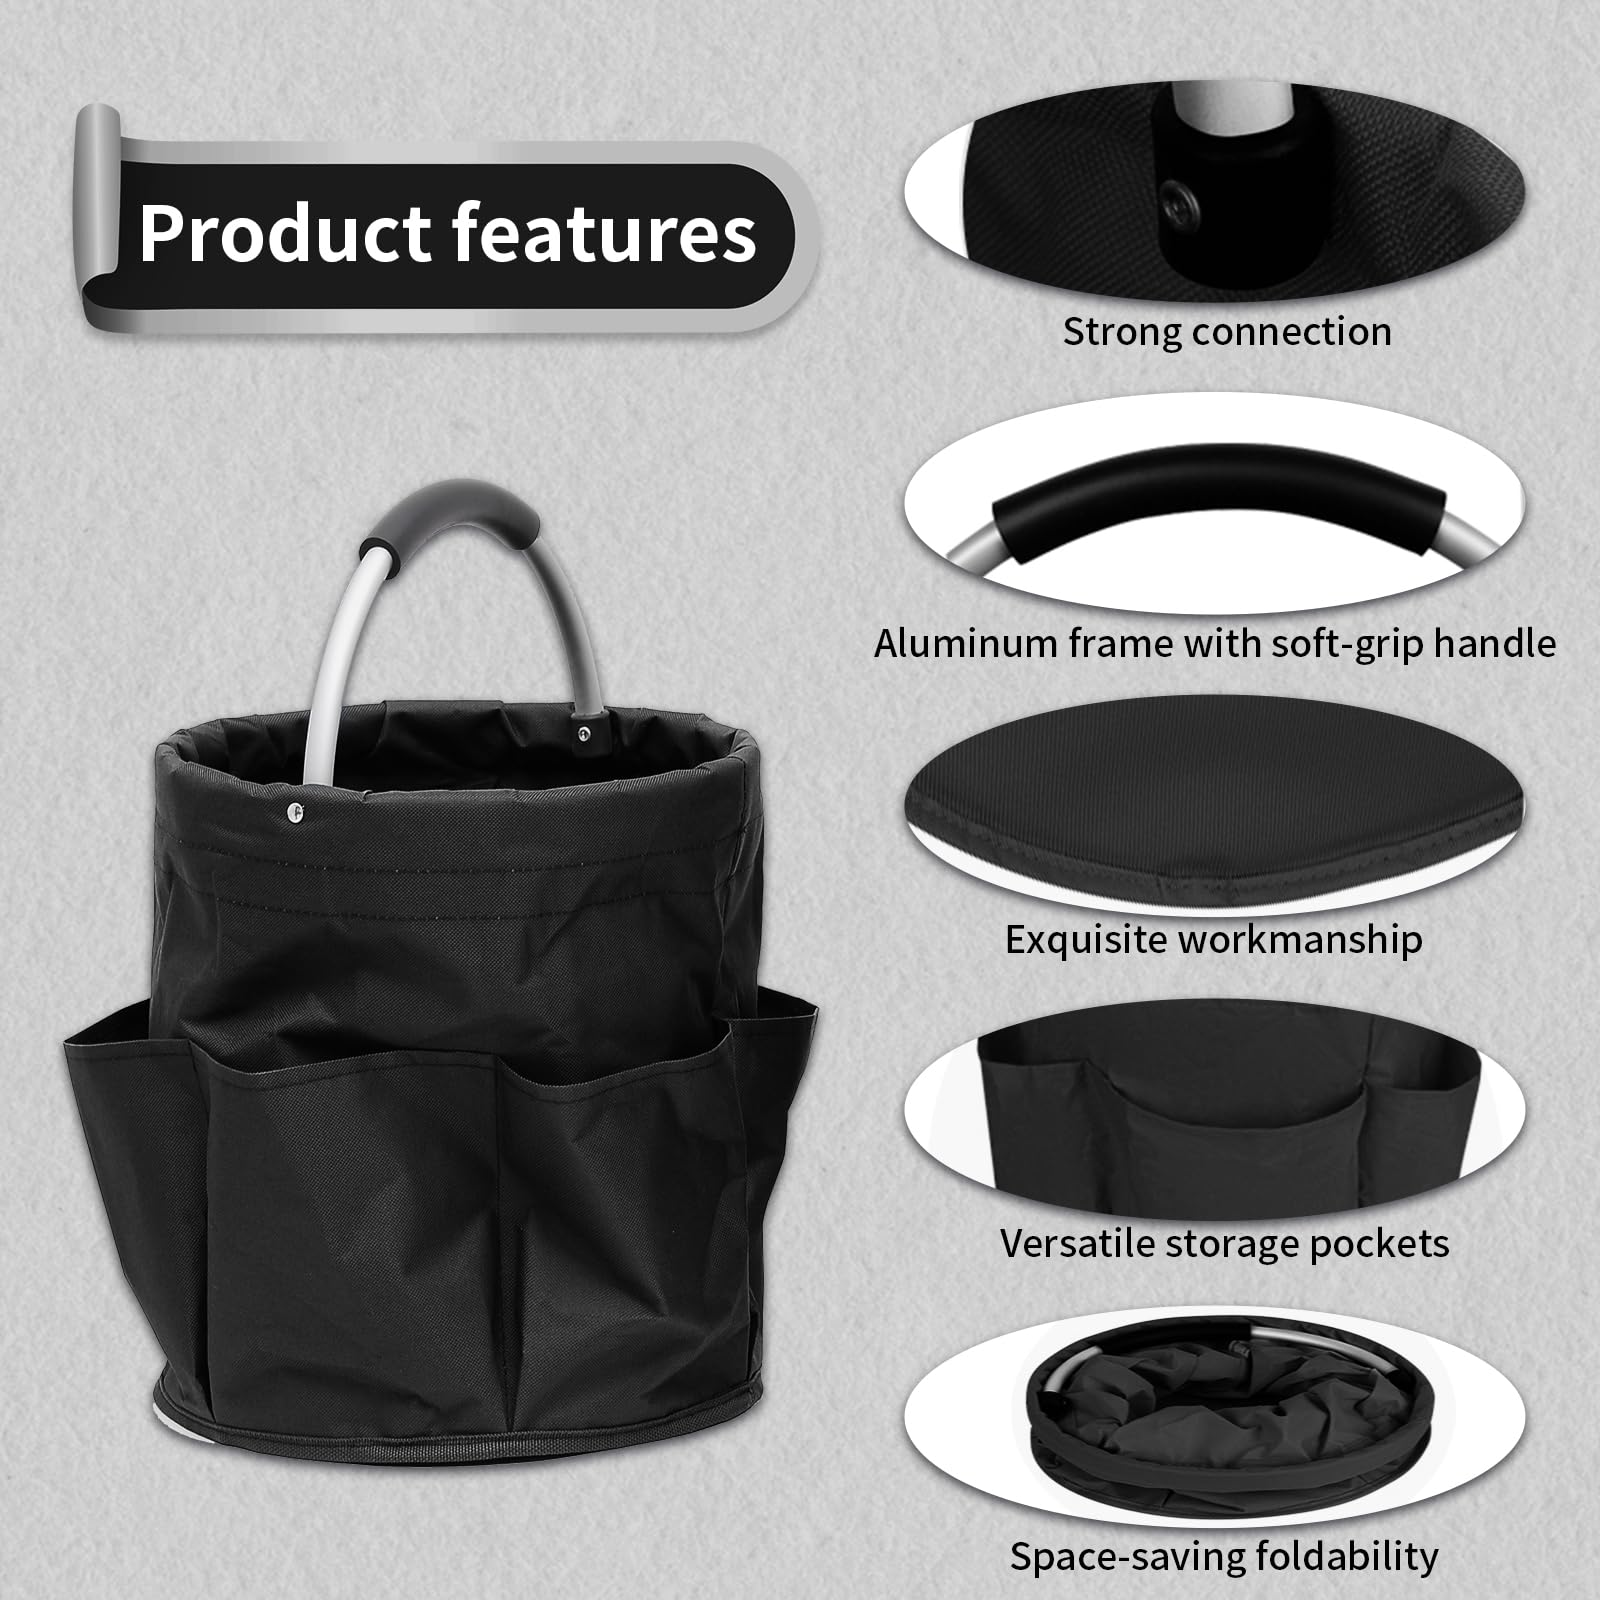 Product features
Strong connection
Aluminum frame with soft-grip handle
Exquisite workmanship
Versatile storage pockets
Space-saving foldability